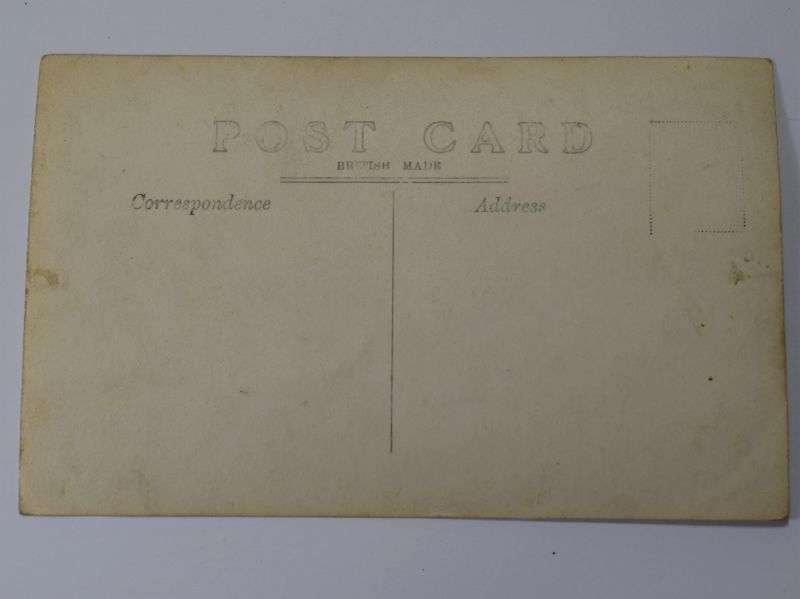 POST CARD
BRITISH MADE
Correspondence
Address